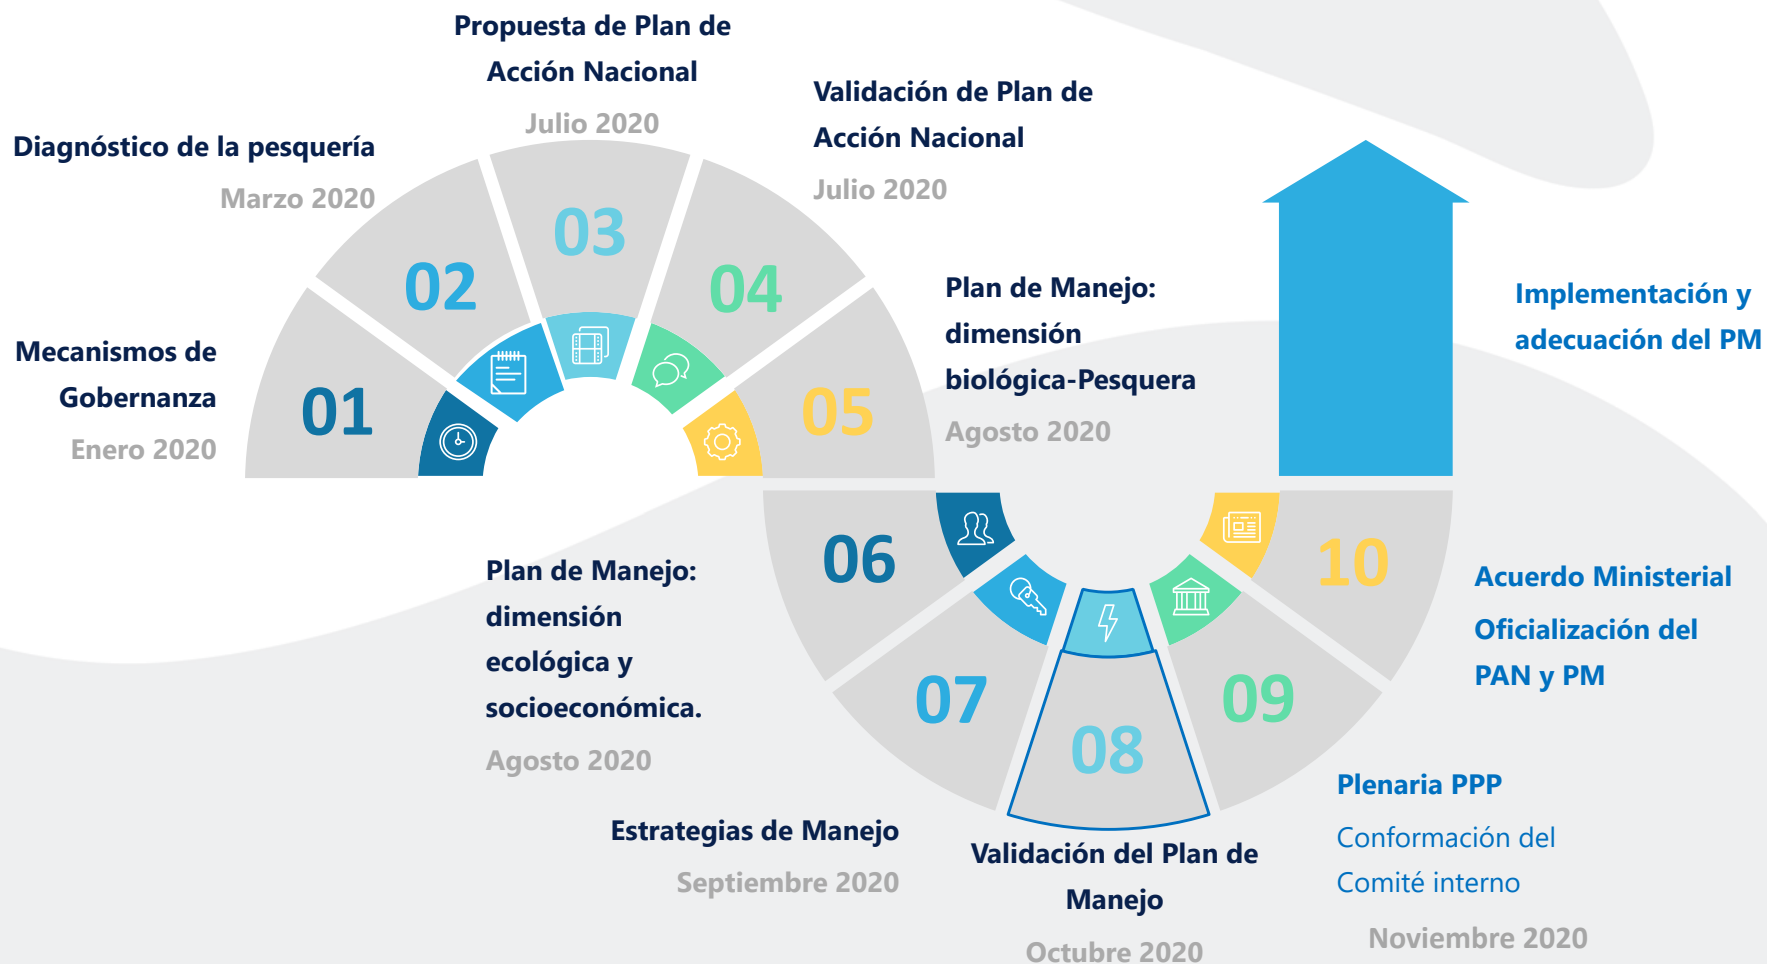 01
Mecanismos de
Gobernanza
Enero 2020
02
Diagnóstico de la pesquería
Marzo 2020
03
Propuesta de Plan de
Acción Nacional
Julio 2020
04
Validación de Plan de
Acción Nacional
Julio 2020
05
Plan de Manejo:
dimensión
biológica-Pesquera
Agosto 2020
06
Plan de Manejo:
dimensión
ecológica y
socioeconómica.
Agosto 2020
07
Estrategias de Manejo
Septiembre 2020
08
Validación del Plan de
Manejo
Octubre 2020
09
Plenaria PPP
Conformación del
Comité interno
Noviembre 2020
10
Acuerdo Ministerial
Oficialización del
PAN y PM
Implementación y
adecuación del PM